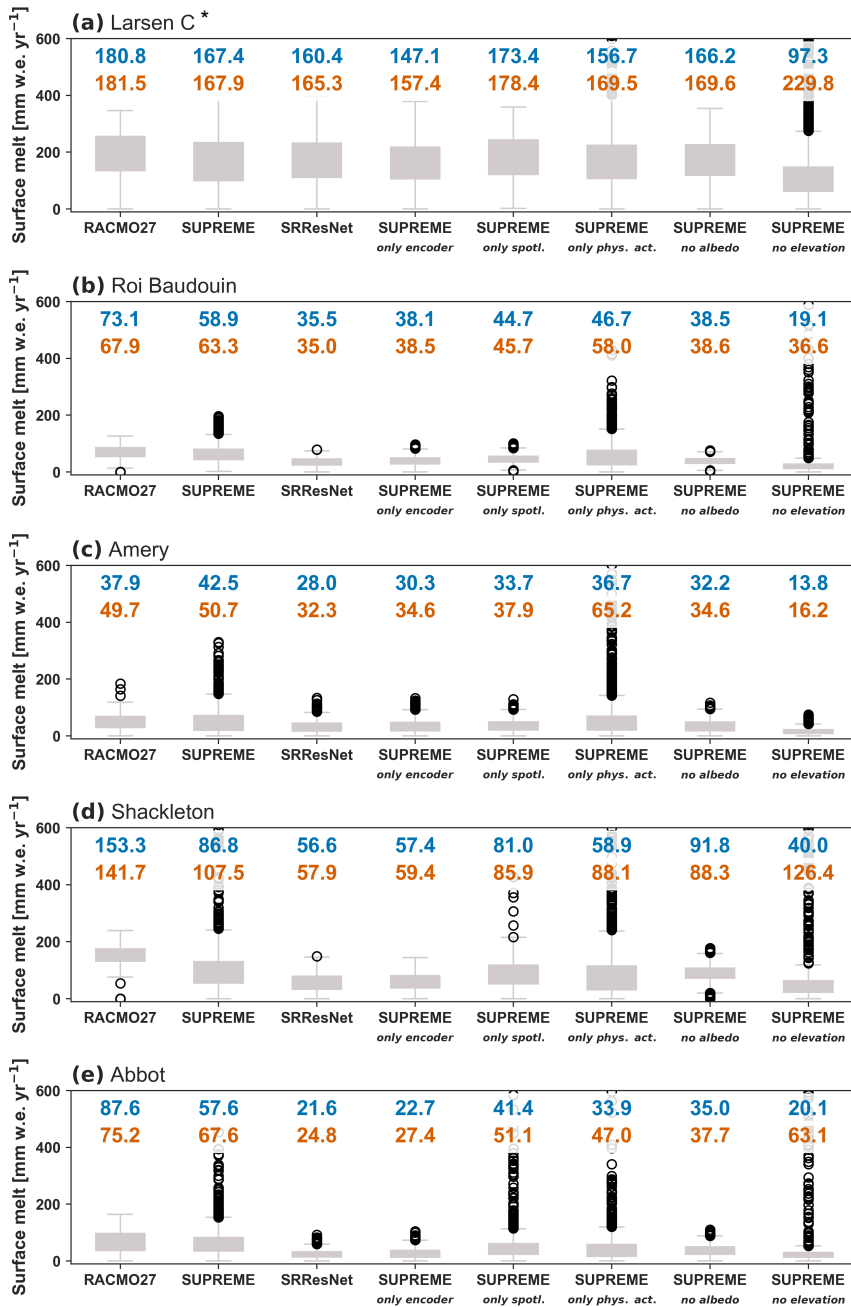 (a) Larsen C *
Surface melt [mm w.e. yr−1]
600
400
200
0
180.8 167.4 160.4 147.1 173.4 156.7 166.2 97.3
181.5 167.9 165.3 157.4 178.4 169.5 169.6 229.8
RACMO27 SUPREME SRResNet SUPREME SUPREME SUPREME SUPREME SUPREME
only encoder only spotl. only phys. act. no albedo no elevation
(b) Roi Baudouin
Surface melt [mm w.e. yr−1]
600
400
200
0
73.1 58.9 35.5 38.1 44.7 46.7 38.5 19.1
67.9 63.3 35.0 38.5 45.7 58.0 38.6 36.6
RACMO27 SUPREME SRResNet SUPREME SUPREME SUPREME SUPREME SUPREME
only encoder only spotl. only phys. act. no albedo no elevation
(c) Amery
Surface melt [mm w.e. yr−1]
600
400
200
0
37.9 42.5 28.0 30.3 33.7 36.7 32.2 13.8
49.7 50.7 32.3 34.6 37.9 65.2 34.6 16.2
RACMO27 SUPREME SRResNet SUPREME SUPREME SUPREME SUPREME SUPREME
only encoder only spotl. only phys. act. no albedo no elevation
(d) Shackleton
Surface melt [mm w.e. yr−1]
600
400
200
0
153.3 86.8 56.6 57.4 81.0 58.9 91.8 40.0
141.7 107.5 57.9 59.4 85.9 88.1 88.3 126.4
RACMO27 SUPREME SRResNet SUPREME SUPREME SUPREME SUPREME SUPREME
only encoder only spotl. only phys. act. no albedo no elevation
(e) Abbot
Surface melt [mm w.e. yr−1]
600
400
200
0
87.6 57.6 21.6 22.7 41.4 33.9 35.0 20.1
75.2 67.6 24.8 27.4 51.1 47.0 37.7 63.1
RACMO27 SUPREME SRResNet SUPREME SUPREME SUPREME SUPREME SUPREME
only encoder only spotl. only phys. act. no albedo no elevation